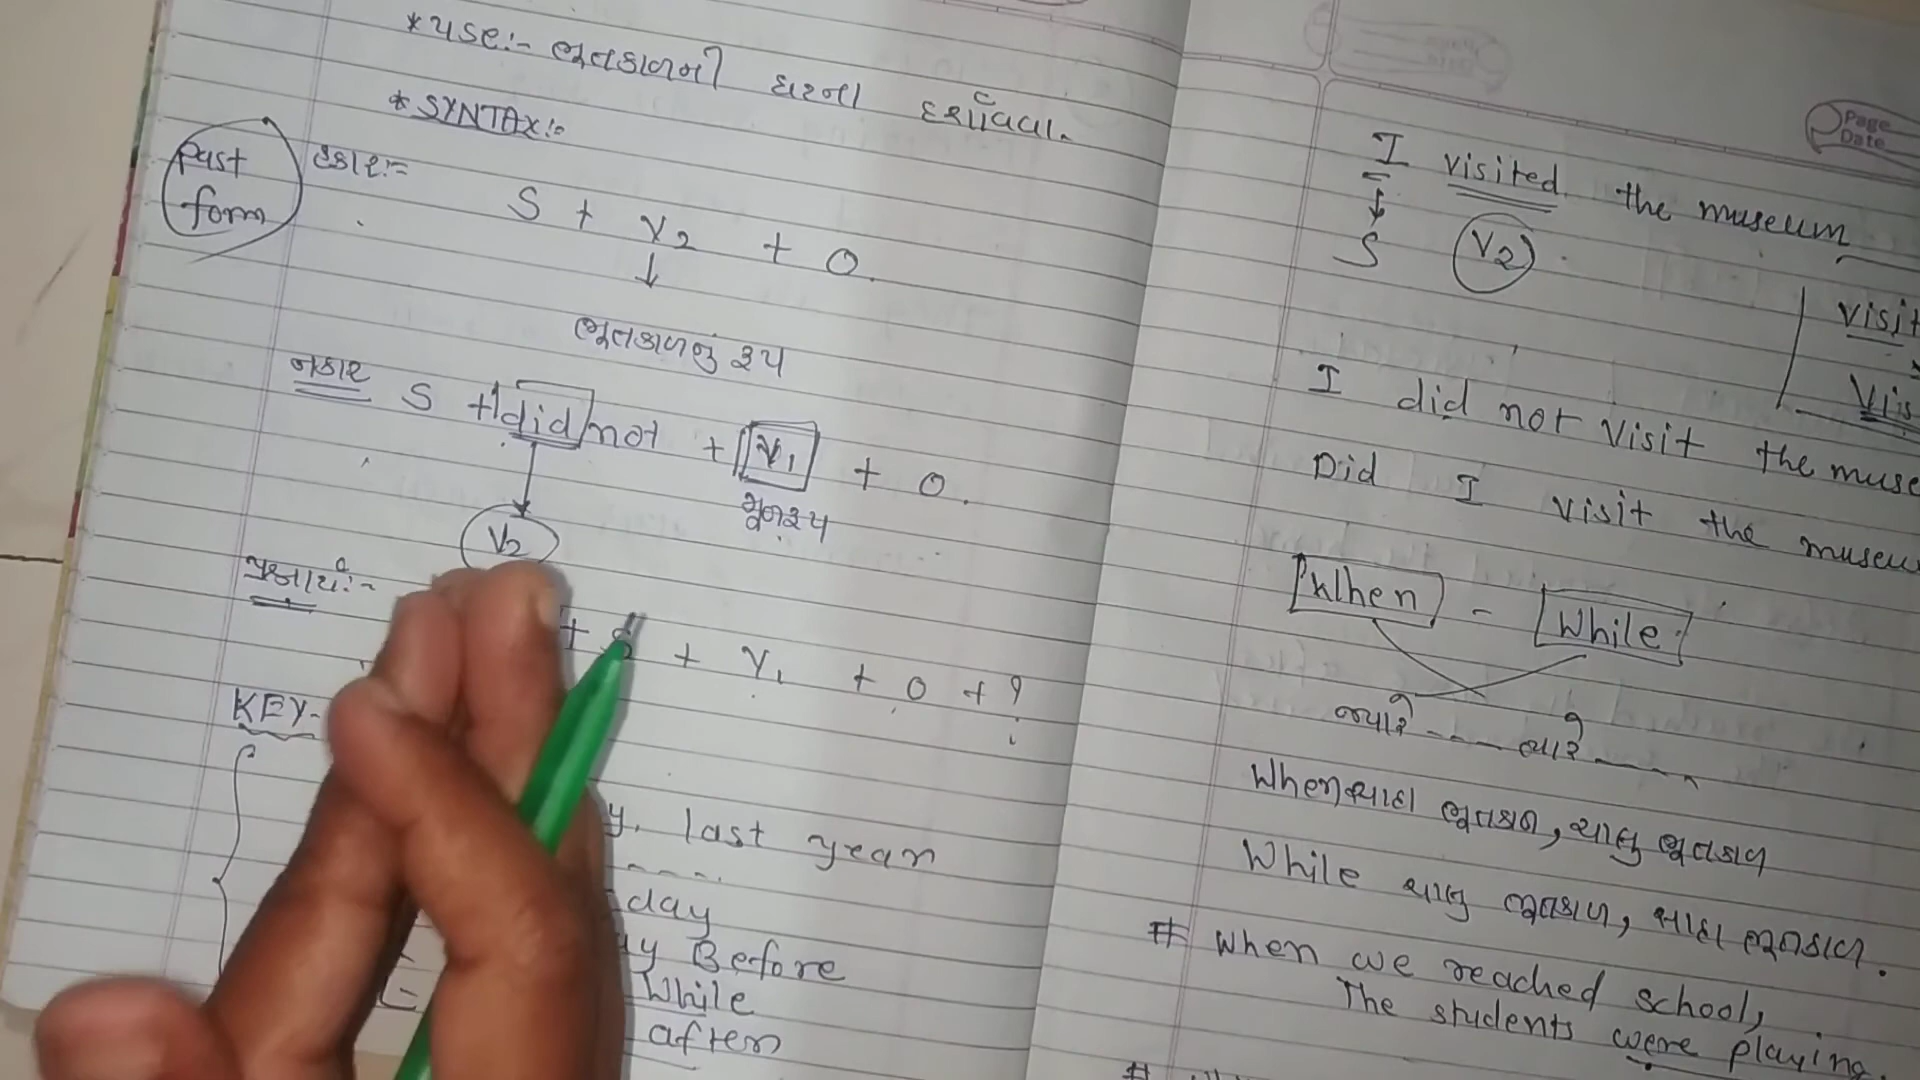 *યse:- ભૂતકાળની ઘટના દર્શાવવા.
*SYNTAX:-
Past form
હકાર:-
S + V2 + O.
↓
ભૂતકાળનું રૂપ
નકાર S + did not + V1 + O.
મૂળરૂપ
V2
પ્રશ્નાર્થ:-
+ S + V1 + O + ?
KEY-
last year
day
Before
While
after
Page
Date
I visited the museum
↓
S V2
visit
I did not visit the muse
Did I visit the museu
When - While
જ્યારે ---- ત્યારે ----
When સાદા ભૂતકાળ, ચાલુ ભૂતકાળ
While ચાલુ ભૂતકાળ, સાદા ભૂતકાળ.
# When we reached school,
The students were playing.
#